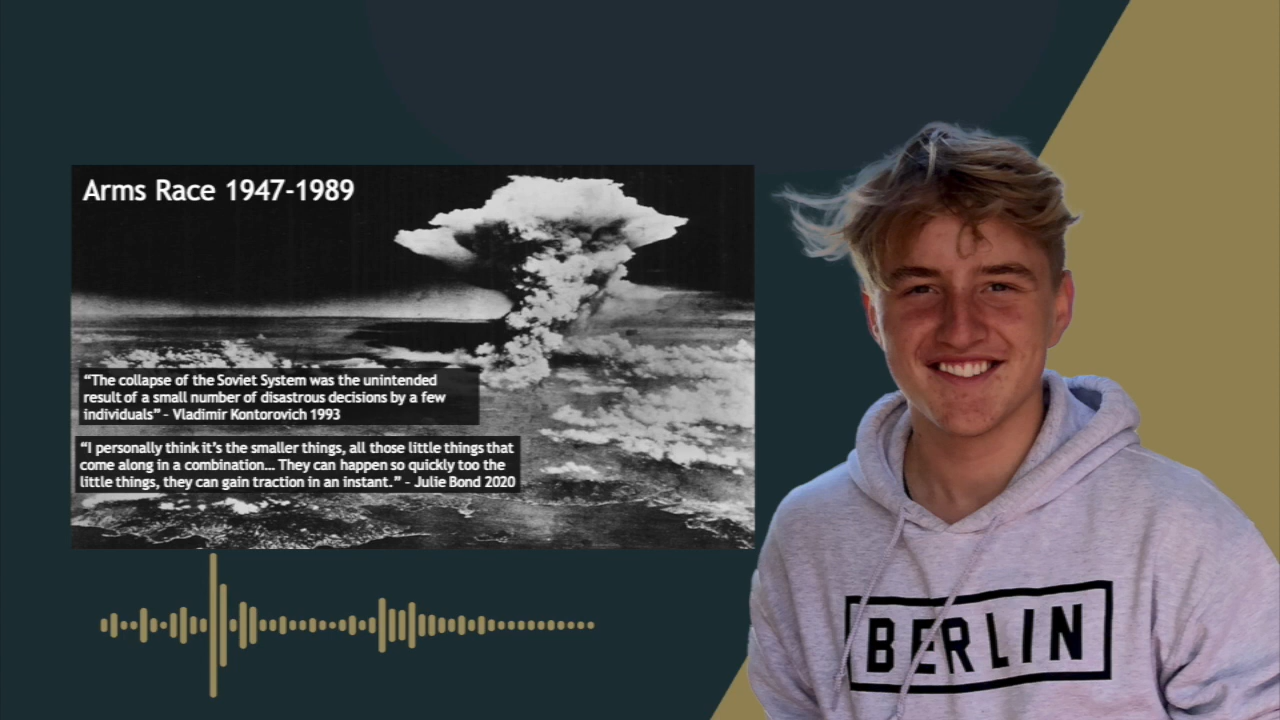 Arms Race 1947-1989
“The collapse of the Soviet System was the unintended
result of a small number of disastrous decisions by a few
individuals” – Vladimir Kontorovich 1993
“I personally think it’s the smaller things, all those little things that
come along in a combination... They can happen so quickly too the
little things, they can gain traction in an instant.” – Julie Bond 2020
BERLIN